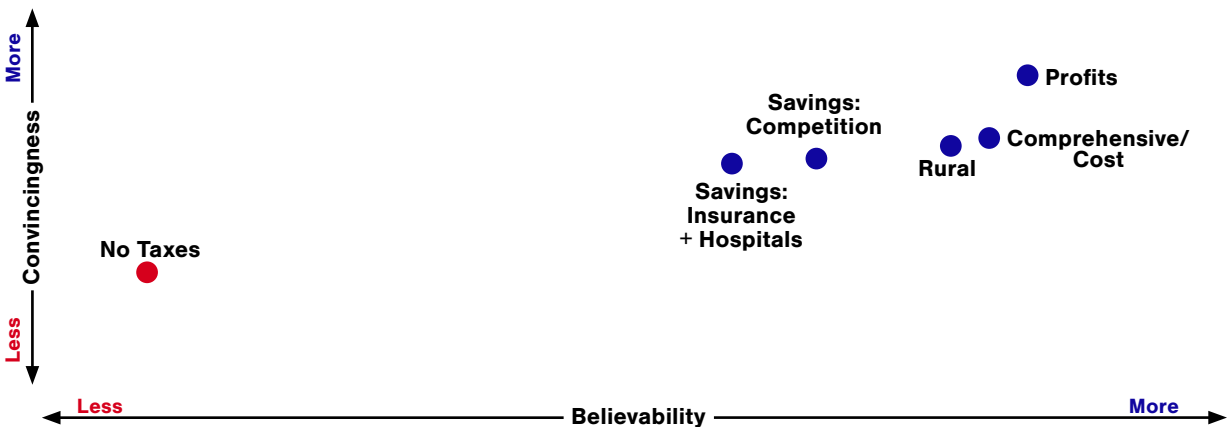 More
Convincingness
Less
Profits
Savings:
Competition
Comprehensive/
Cost
Rural
Savings:
Insurance
+ Hospitals
No Taxes
Less
Believability
More